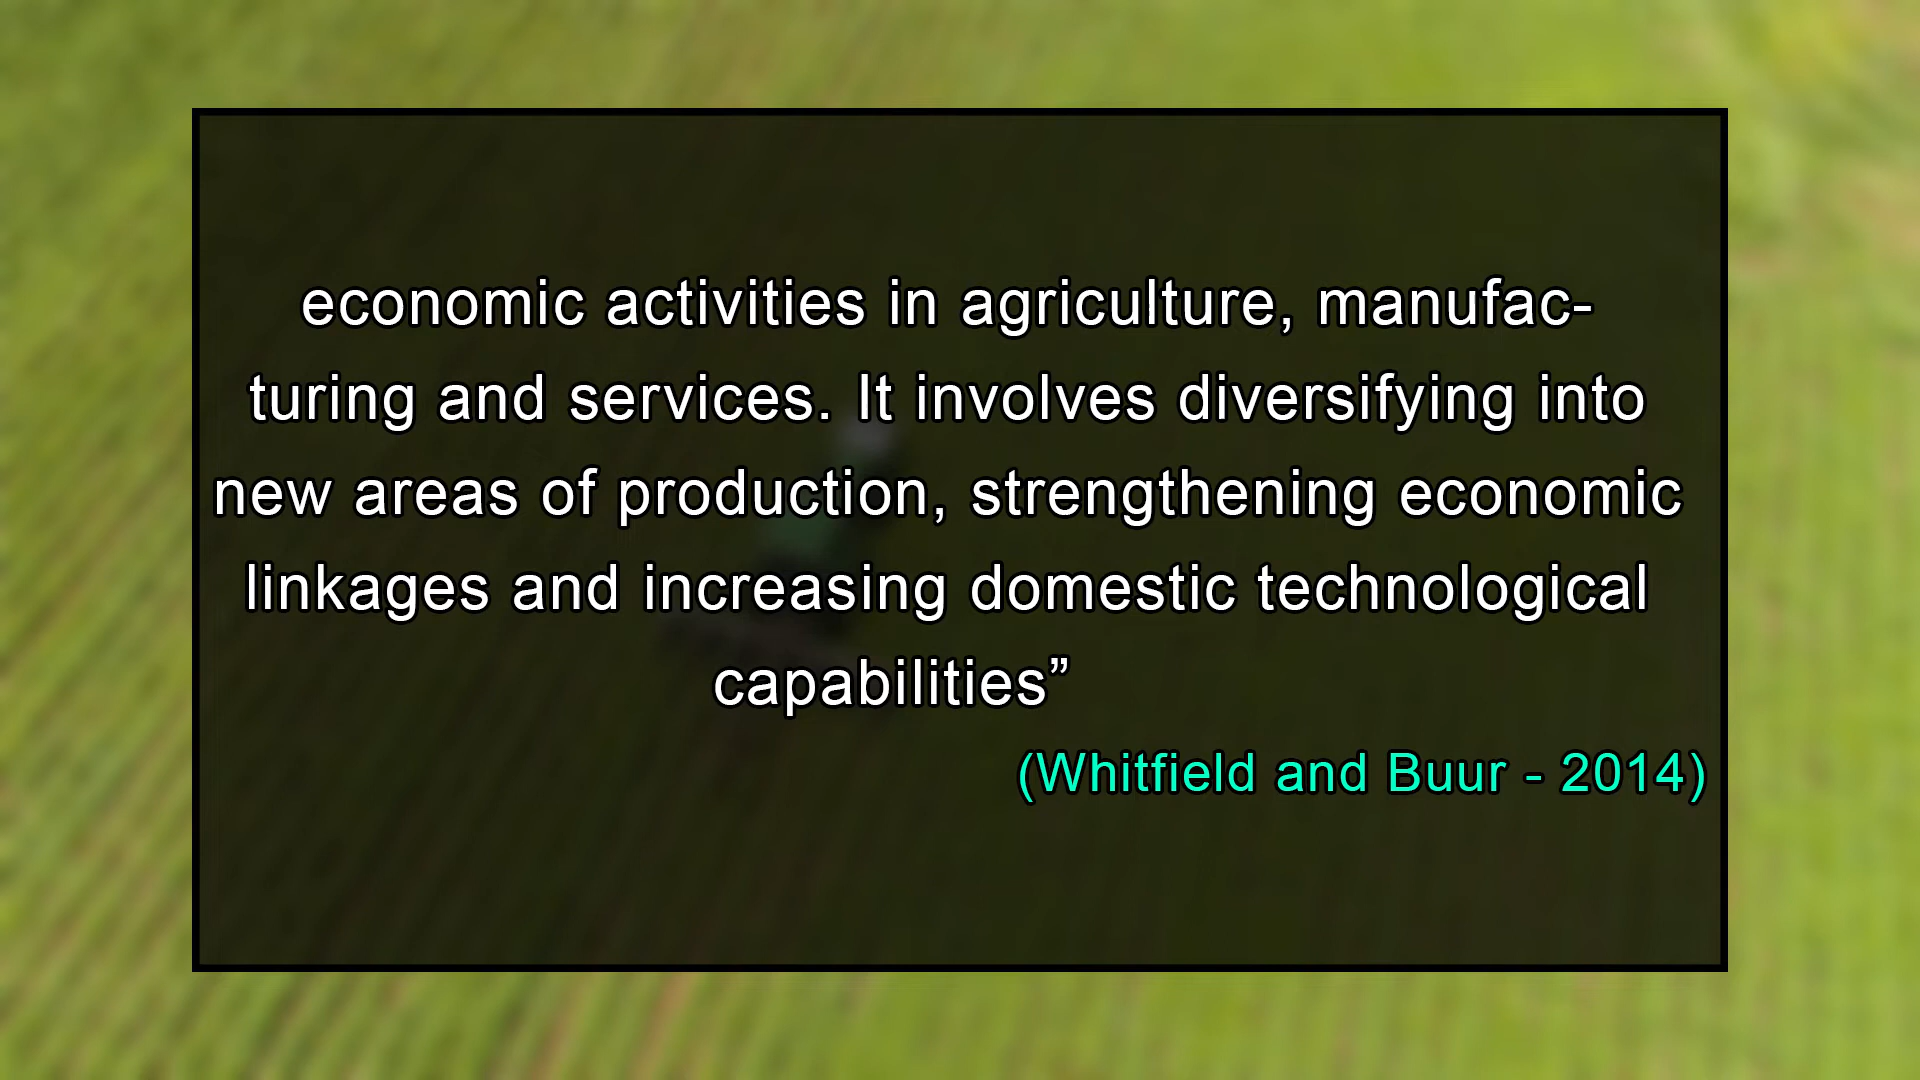 economic activities in agriculture, manufac-
turing and services. It involves diversifying into
new areas of production, strengthening economic
linkages and increasing domestic technological
capabilities”
(Whitfield and Buur - 2014)